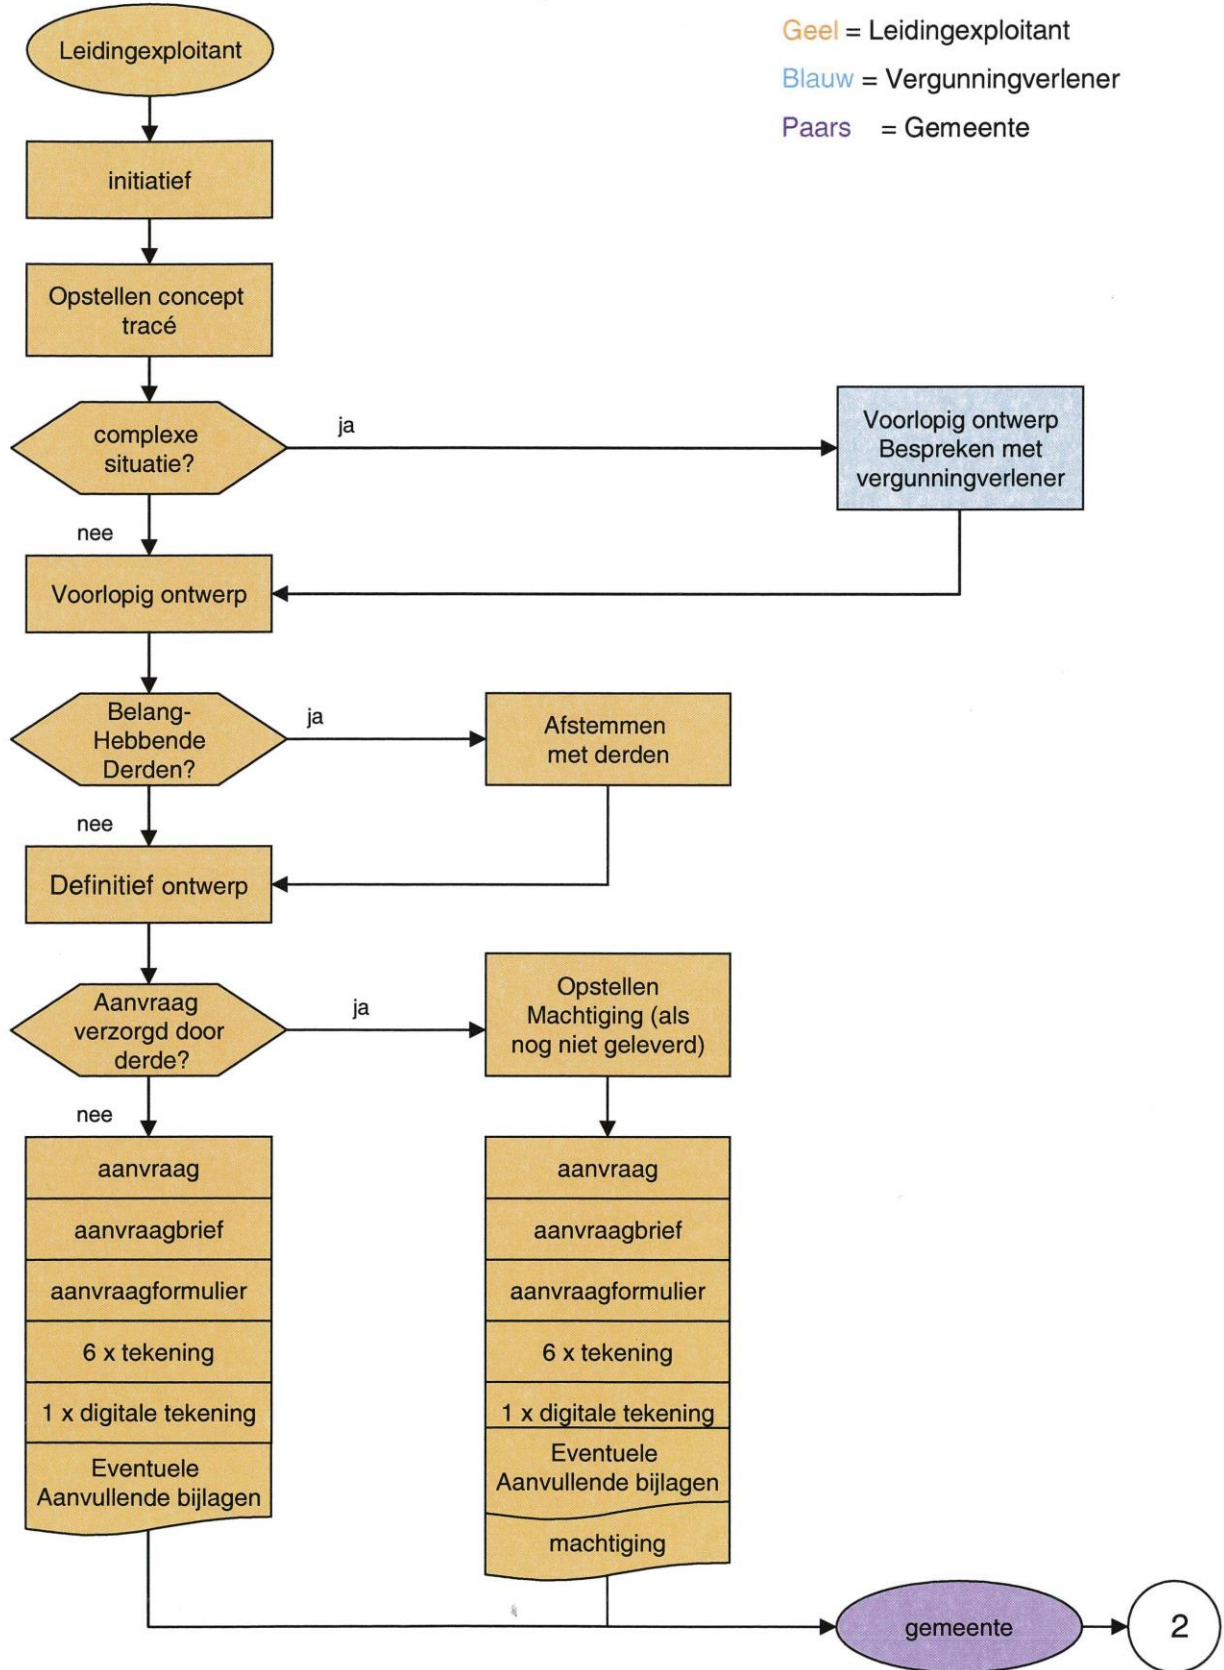 Leidingexploitant
Geel = Leidingexploitant
Blauw = Vergunningverlener
Paars = Gemeente
initiatief
Opstellen concept
tracé
complexe
situatie?
ja
Voorlopig ontwerp
Bespreken met
vergunningverlener
nee
Voorlopig ontwerp
Belang-
Hebbende
Derden?
ja
Afstemmen
met derden
nee
Definitief ontwerp
Aanvraag
verzorgd door
derde?
ja
Opstellen
Machtiging (als
nog niet geleverd)
nee
aanvraag
aanvraagbrief
aanvraagformulier
6 x tekening
1 x digitale tekening
Eventuele
Aanvullende bijlagen
aanvraag
aanvraagbrief
aanvraagformulier
6 x tekening
1 x digitale tekening
Eventuele
Aanvullende bijlagen
machtiging
gemeente
2